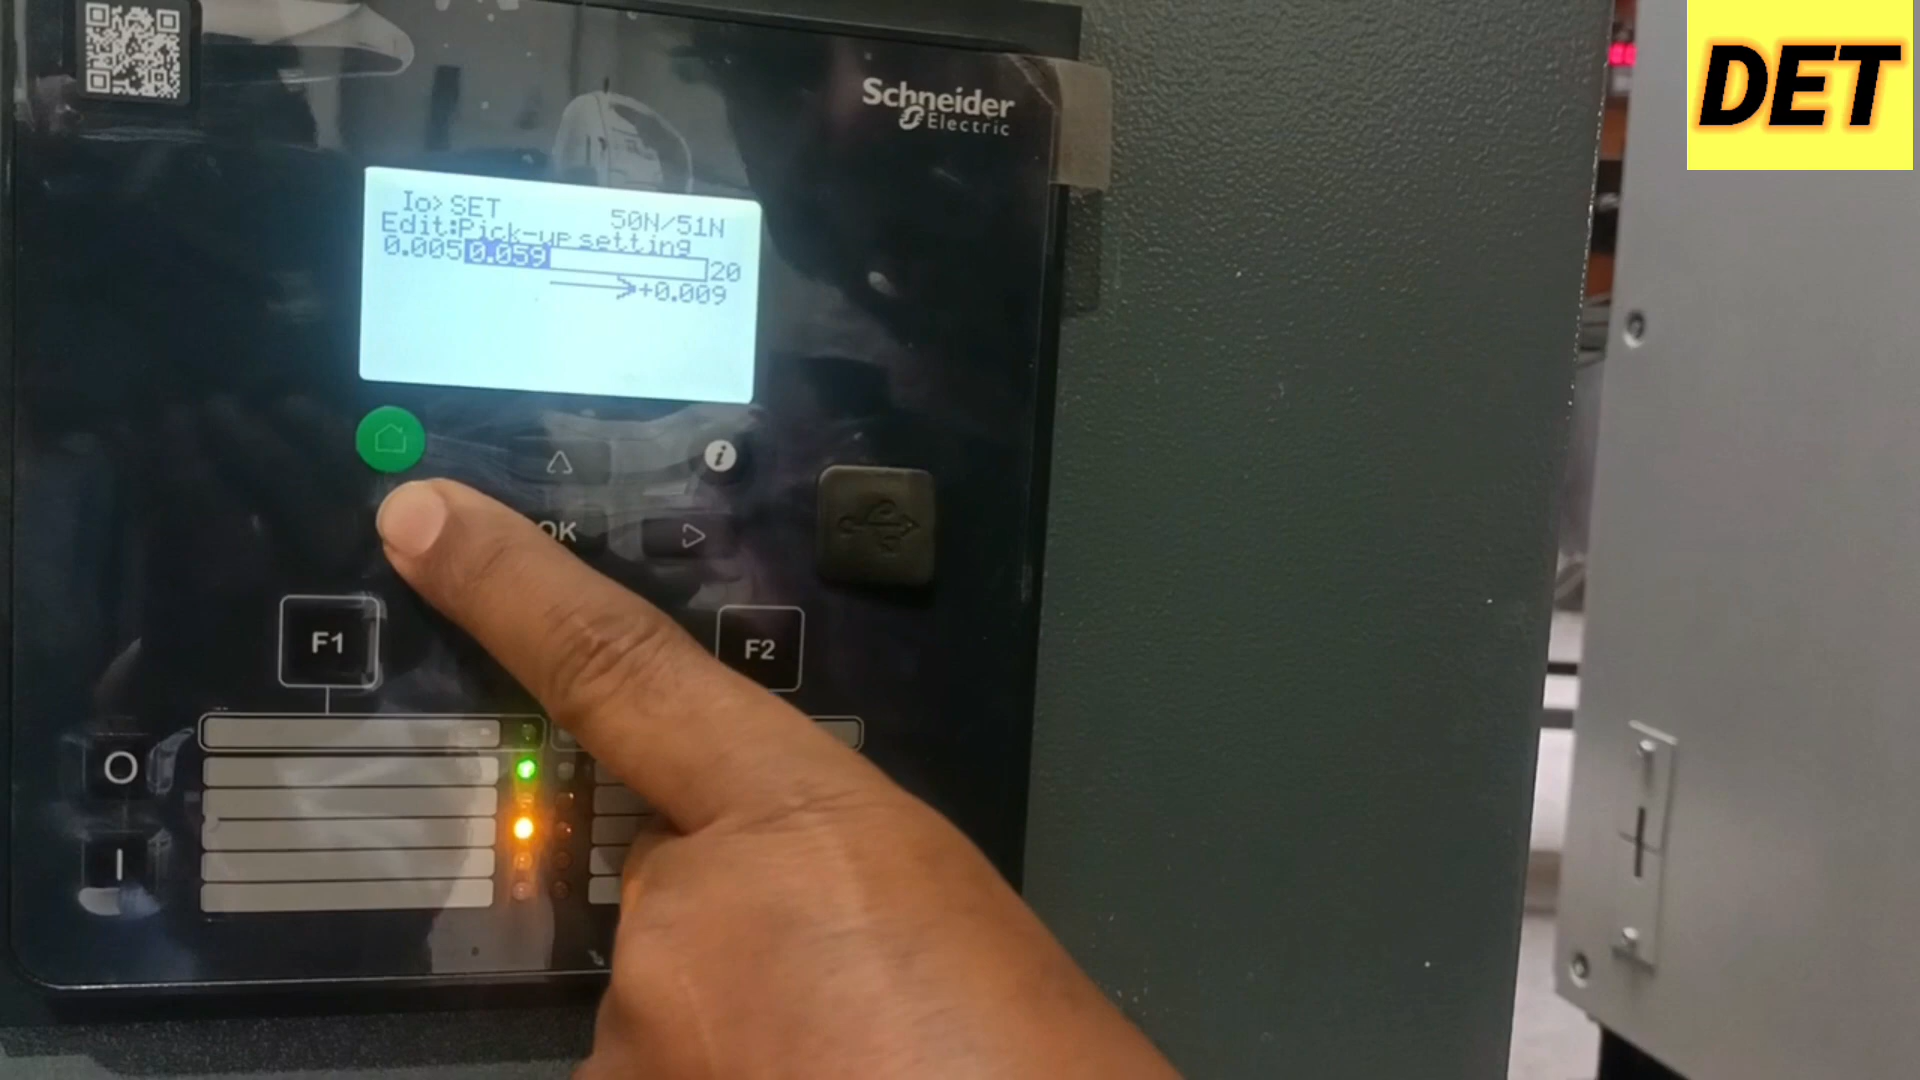 DET
Schneider
Electric
Io> SET 50N/51N
Edit:Pick-up setting
0.005 0.059 20
+0.009
i
OK
F1
F2
O
I